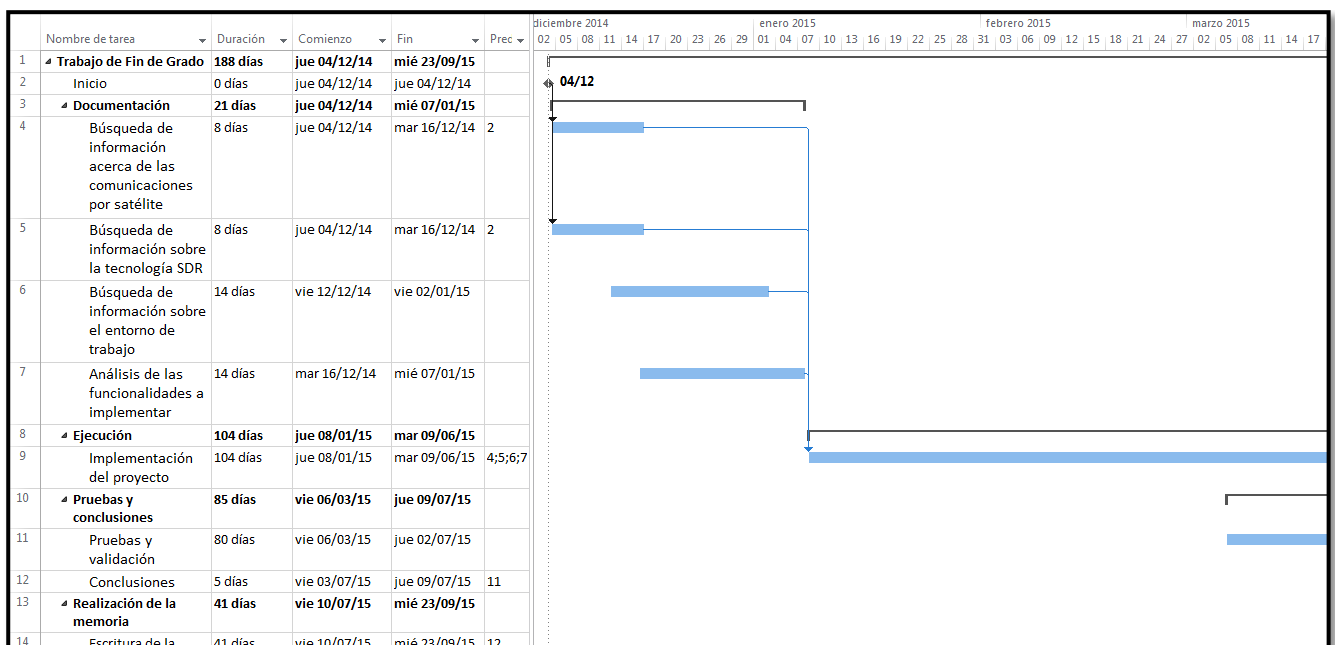 diciembre 2014 enero 2015 febrero 2015 marzo 2015
Nombre de tarea Duración Comienzo Fin Prec 02 05 08 11 14 17 20 23 26 29 01 04 07 10 13 16 19 22 25 28 31 03 06 09 12 15 18 21 24 27 02 05 08 11 14 17
1 Trabajo de Fin de Grado 188 días jue 04/12/14 mié 23/09/15
2 Inicio 0 días jue 04/12/14 jue 04/12/14 04/12
3 Documentación 21 días jue 04/12/14 mié 07/01/15
4 Búsqueda de 8 días jue 04/12/14 mar 16/12/14 2
información
acerca de las
comunicaciones
por satélite
5 Búsqueda de 8 días jue 04/12/14 mar 16/12/14 2
información sobre
la tecnología SDR
6 Búsqueda de 14 días vie 12/12/14 vie 02/01/15
información sobre
el entorno de
trabajo
7 Análisis de las 14 días mar 16/12/14 mié 07/01/15
funcionalidades a
implementar
8 Ejecución 104 días jue 08/01/15 mar 09/06/15
9 Implementación 104 días jue 08/01/15 mar 09/06/15 4;5;6;7
del proyecto
10 Pruebas y 85 días vie 06/03/15 jue 09/07/15
conclusiones
11 Pruebas y 80 días vie 06/03/15 jue 02/07/15
validación
12 Conclusiones 5 días vie 03/07/15 jue 09/07/15 11
13 Realización de la 41 días vie 10/07/15 mié 23/09/15
memoria
14 Escritura de la 41 días vie 10/07/15 mié 23/09/15 12